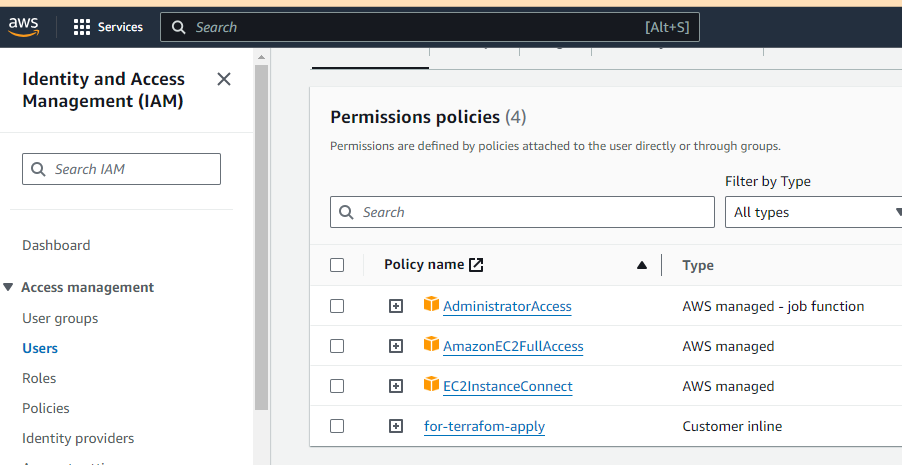 aws
Services
Search
[Alt+S]
Identity and Access
Management (IAM)
Search IAM
Dashboard
Access management
User groups
Users
Roles
Policies
Identity providers
Permissions policies (4)
Permissions are defined by policies attached to the user directly or through groups.
Filter by Type
Search
All types
Policy name
Type
AdministratorAccess
AWS managed - job function
AmazonEC2FullAccess
AWS managed
EC2InstanceConnect
AWS managed
for-terrafom-apply
Customer inline